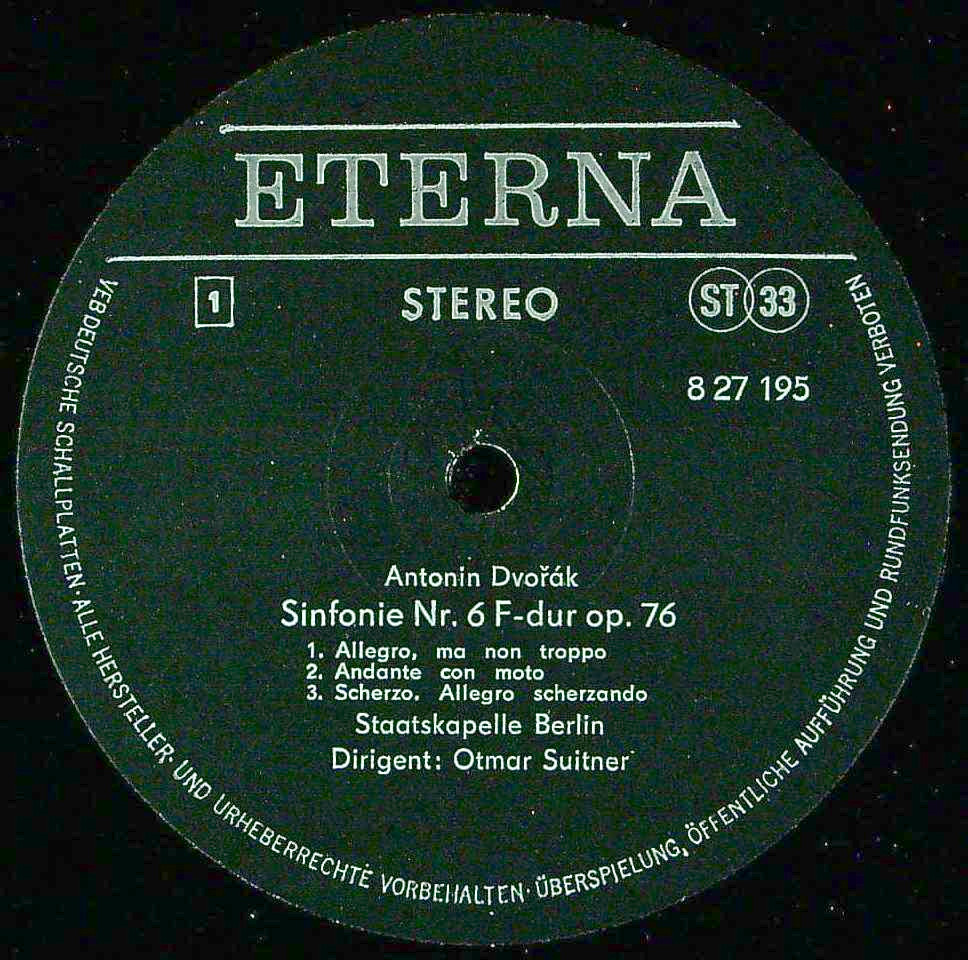 ETERNA
1 STEREO ST 33
8 27 195
Antonin Dvořák
Sinfonie Nr. 6 F-dur op. 76
1. Allegro, ma non troppo
2. Andante con moto
3. Scherzo. Allegro scherzando
Staatskapelle Berlin
Dirigent: Otmar Suitner
VEB DEUTSCHE SCHALLPLATTEN · ALLE HERSTELLER- UND URHEBERRECHTE VORBEHALTEN · ÜBERSPIELUNG, ÖFFENTLICHE AUFFÜHRUNG UND RUNDFUNKSENDUNG VERBOTEN